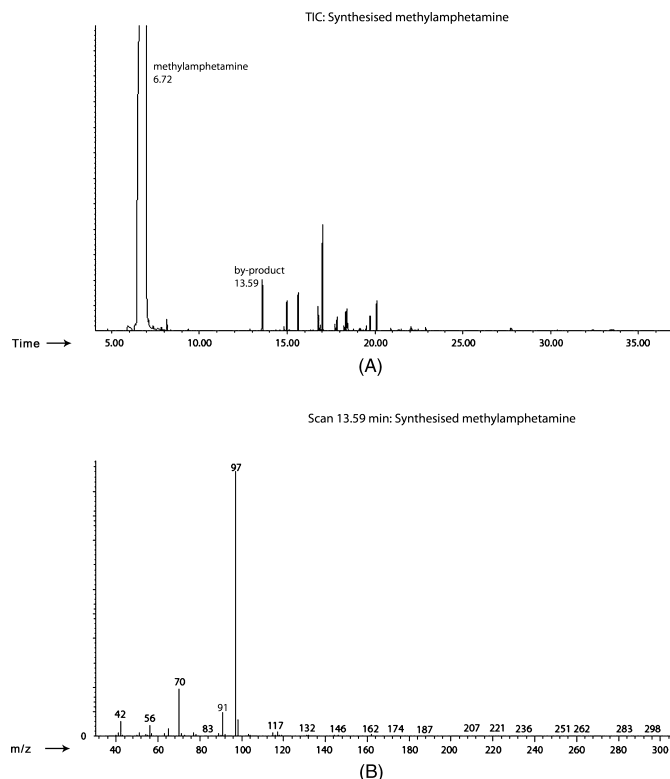 TIC: Synthesised methylamphetamine
methylamphetamine
6.72
by-product
13.59
Time
5.00 10.00 15.00 20.00 25.00 30.00 35.00
(A)
Scan 13.59 min: Synthesised methylamphetamine
97
70
91
42
56
83
117
132
146
162
174
187
207
221
236
251
262
283
298
0
m/z
40 60 80 100 120 140 160 180 200 220 240 260 280 300
(B)